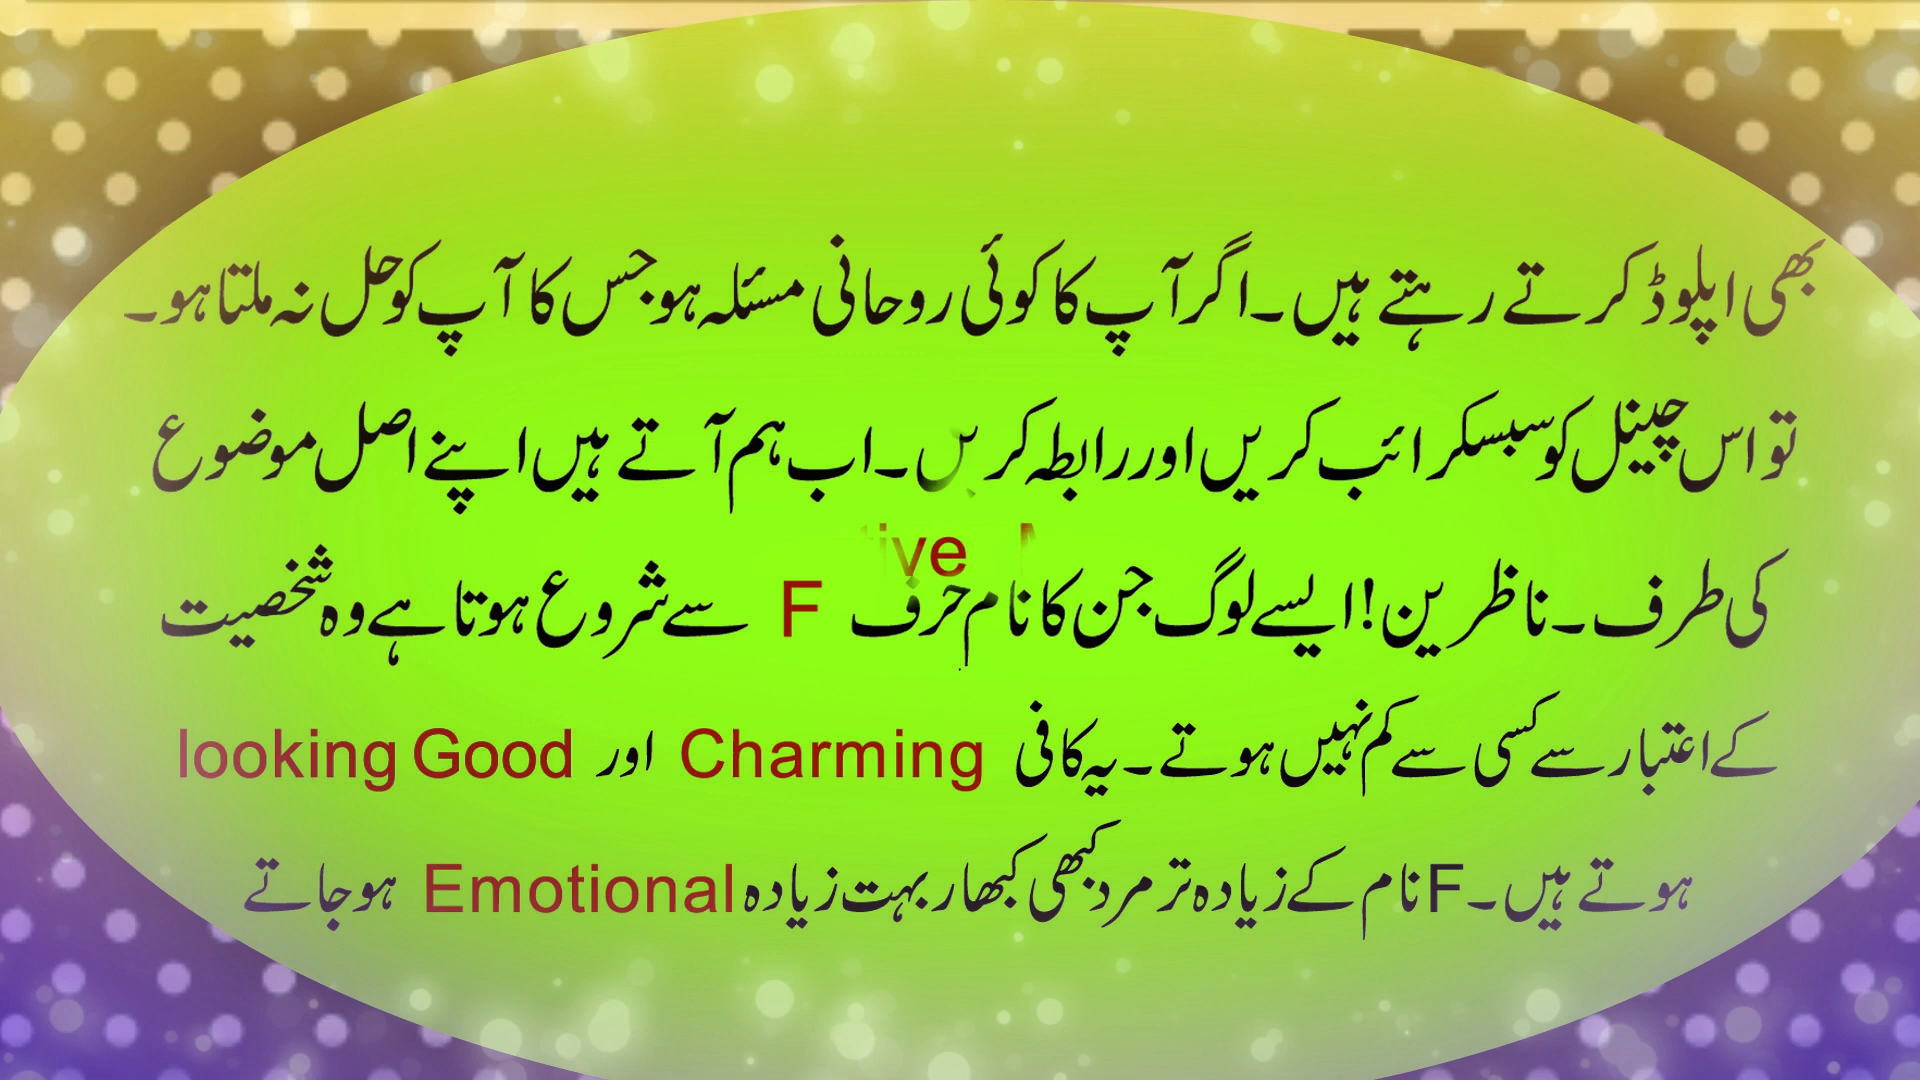 بھی اپلوڈ کرتے رہتے ہیں۔ اگر آپ کا کوئی روحانی مسئلہ ہو جس کا آپ کو حل نہ ملتا ہو۔
تو اس چینل کو سبسکرائب کریں اور رابطہ کریں۔ اب ہم آتے ہیں اپنے اصل موضوع
کی طرف۔ ناظرین! ایسے لوگ جن کا نام حرف F سے شروع ہوتا ہے وہ شخصیت
کے اعتبار سے کسی سے کم نہیں ہوتے۔ یہ کافی Charming اور looking Good
ہوتے ہیں۔ F نام کے زیادہ تر مرد کبھی کبھار بہت زیادہ Emotional ہو جاتے